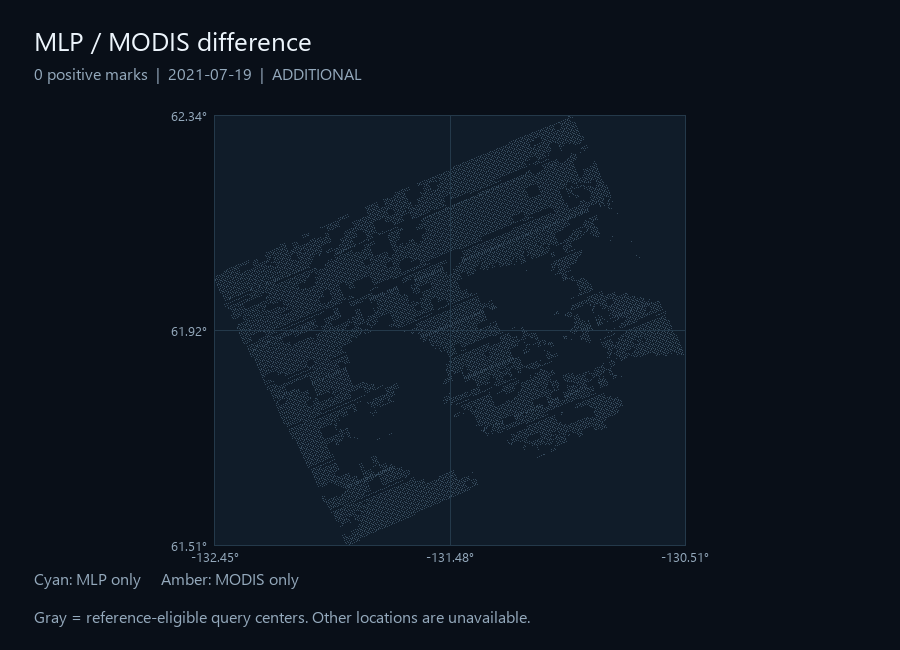 MLP / MODIS difference
0 positive marks | 2021-07-19 | ADDITIONAL
62.34°
61.92°
61.51°
-132.45° -131.48° -130.51°
Cyan: MLP only Amber: MODIS only
Gray = reference-eligible query centers. Other locations are unavailable.